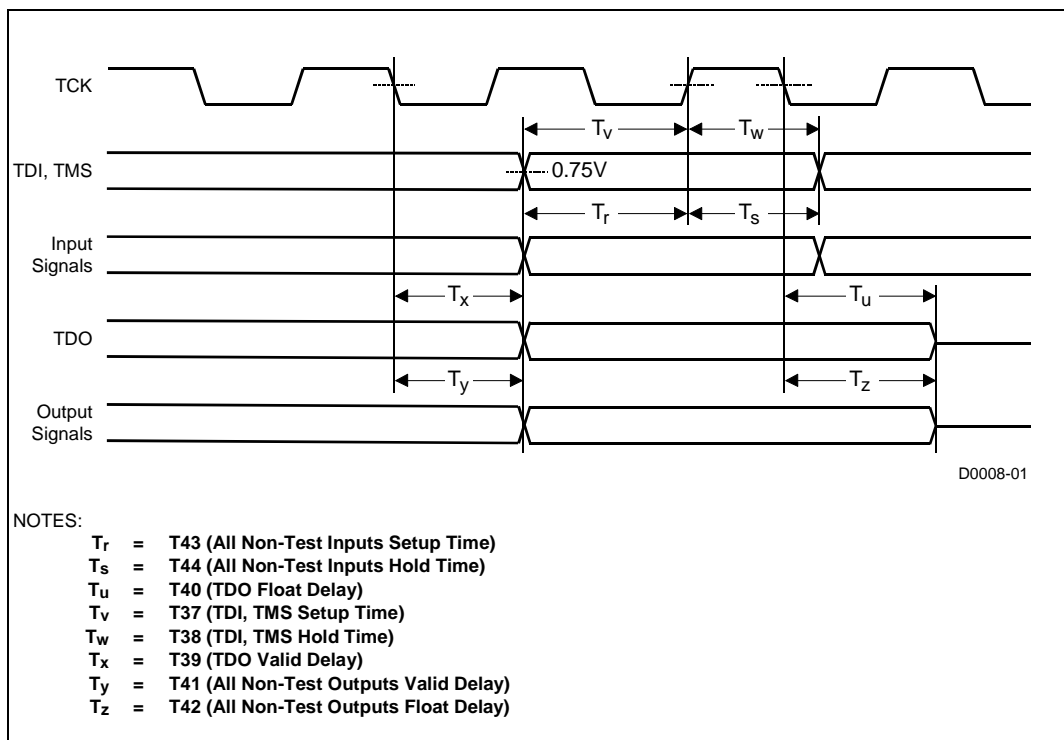 TCK
Tv
Tw
TDI, TMS
0.75V
Tr
Ts
Input
Signals
Tx
Tu
TDO
Ty
Tz
Output
Signals
D0008-01
NOTES:
Tr = T43 (All Non-Test Inputs Setup Time)
Ts = T44 (All Non-Test Inputs Hold Time)
Tu = T40 (TDO Float Delay)
Tv = T37 (TDI, TMS Setup Time)
Tw = T38 (TDI, TMS Hold Time)
Tx = T39 (TDO Valid Delay)
Ty = T41 (All Non-Test Outputs Valid Delay)
Tz = T42 (All Non-Test Outputs Float Delay)